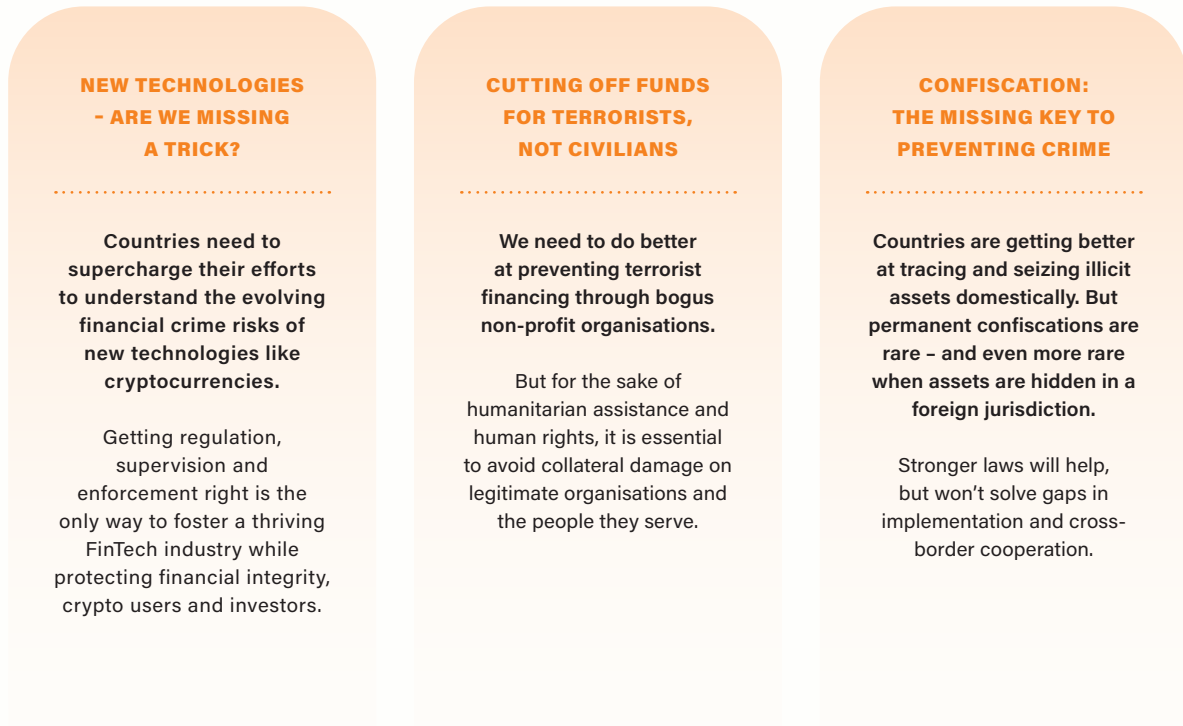 NEW TECHNOLOGIES
– ARE WE MISSING
A TRICK?
Countries need to
supercharge their efforts
to understand the evolving
financial crime risks of
new technologies like
cryptocurrencies.
Getting regulation,
supervision and
enforcement right is the
only way to foster a thriving
FinTech industry while
protecting financial integrity,
crypto users and investors.
CUTTING OFF FUNDS
FOR TERRORISTS,
NOT CIVILIANS
We need to do better
at preventing terrorist
financing through bogus
non-profit organisations.
But for the sake of
humanitarian assistance and
human rights, it is essential
to avoid collateral damage on
legitimate organisations and
the people they serve.
CONFISCATION:
THE MISSING KEY TO
PREVENTING CRIME
Countries are getting better
at tracing and seizing illicit
assets domestically. But
permanent confiscations are
rare – and even more rare
when assets are hidden in a
foreign jurisdiction.
Stronger laws will help,
but won’t solve gaps in
implementation and cross-
border cooperation.